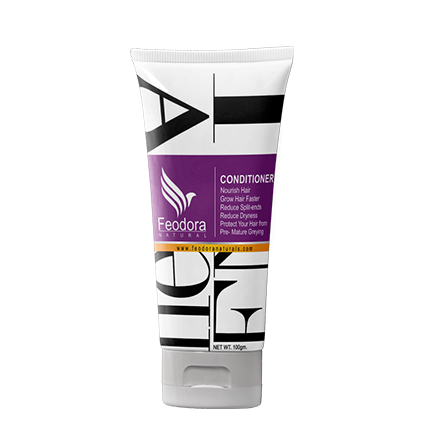 CONDITIONER
Nourish Hair
Grow Hair Faster
Reduce Split-ends
Reduce Dryness
Protect Your Hair from
Pre- Mature Greying
Feodora
NATURAL
www.feodoranaturals.com
NET WT. 100gm.